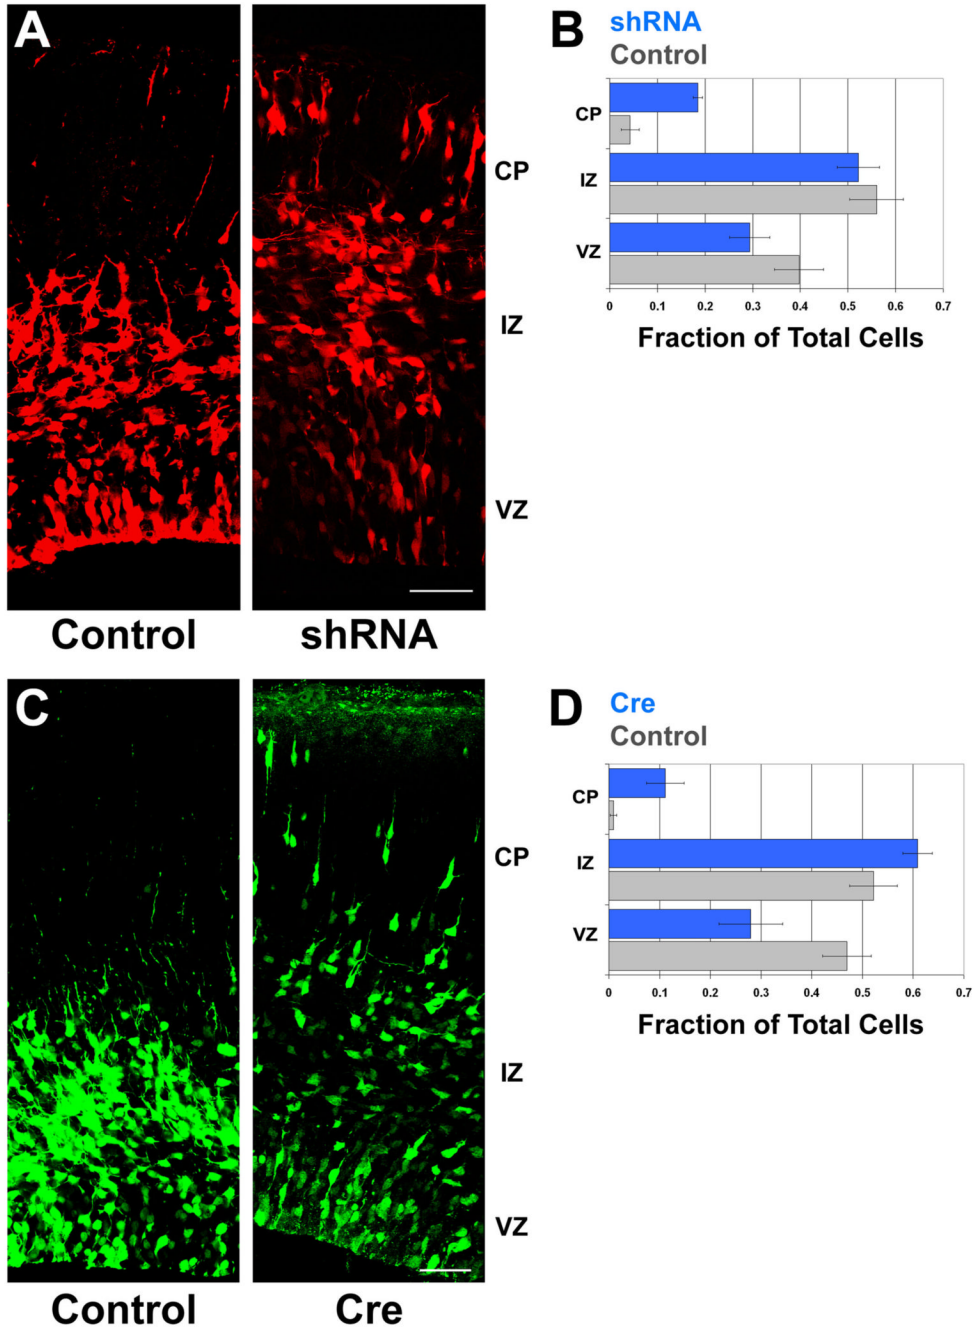 A
CP
IZ
VZ
Control
shRNA
B
shRNA
Control
CP
IZ
VZ
0 0.1 0.2 0.3 0.4 0.5 0.6 0.7
Fraction of Total Cells
C
CP
IZ
VZ
Control
Cre
D
Cre
Control
CP
IZ
VZ
0 0.1 0.2 0.3 0.4 0.5 0.6 0.7
Fraction of Total Cells